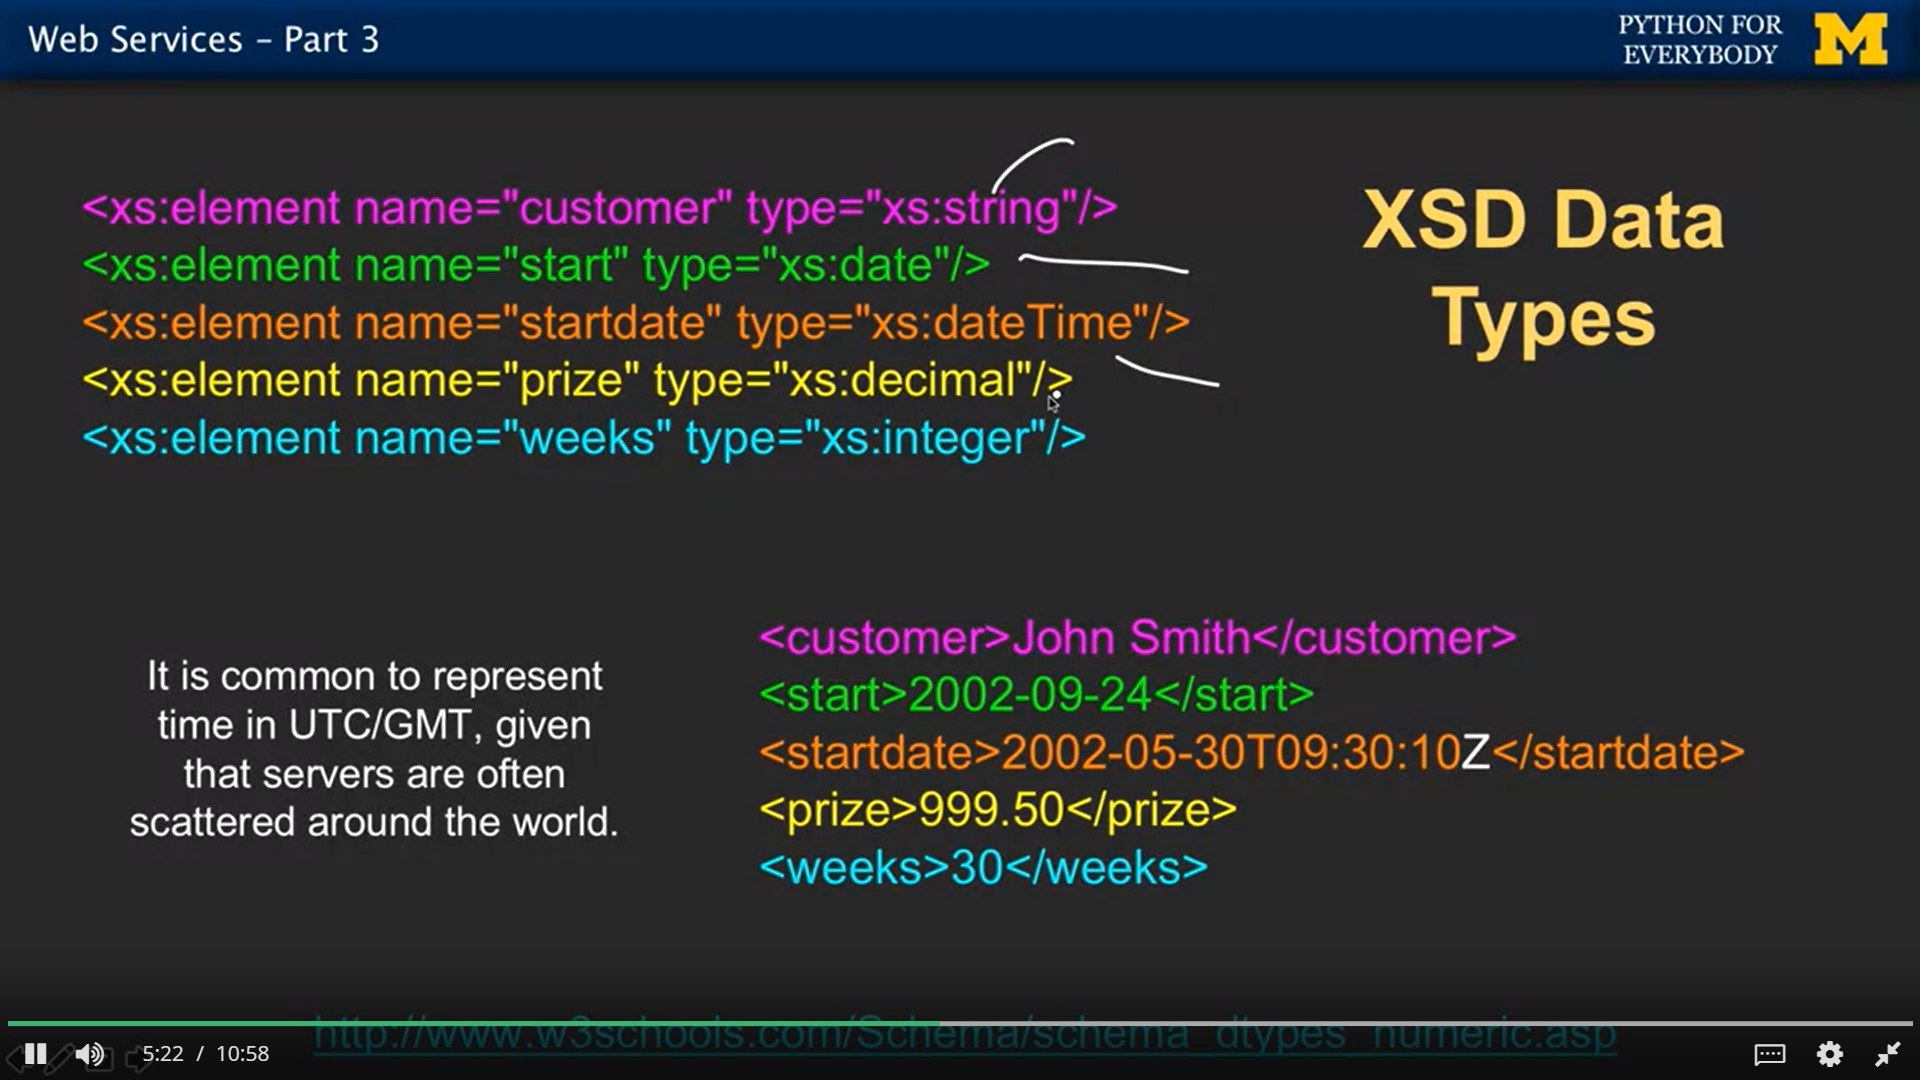 Web Services – Part 3
PYTHON FOR
EVERYBODY
M
<xs:element name="customer" type="xs:string"/>
<xs:element name="start" type="xs:date"/>
<xs:element name="startdate" type="xs:dateTime"/>
<xs:element name="prize" type="xs:decimal"/>
<xs:element name="weeks" type="xs:integer"/>
XSD Data
Types
It is common to represent
time in UTC/GMT, given
that servers are often
scattered around the world.
<customer>John Smith</customer>
<start>2002-09-24</start>
<startdate>2002-05-30T09:30:10Z</startdate>
<prize>999.50</prize>
<weeks>30</weeks>
http://www.w3schools.com/Schema/schema_dtypes_numeric.asp
5:22 / 10:58